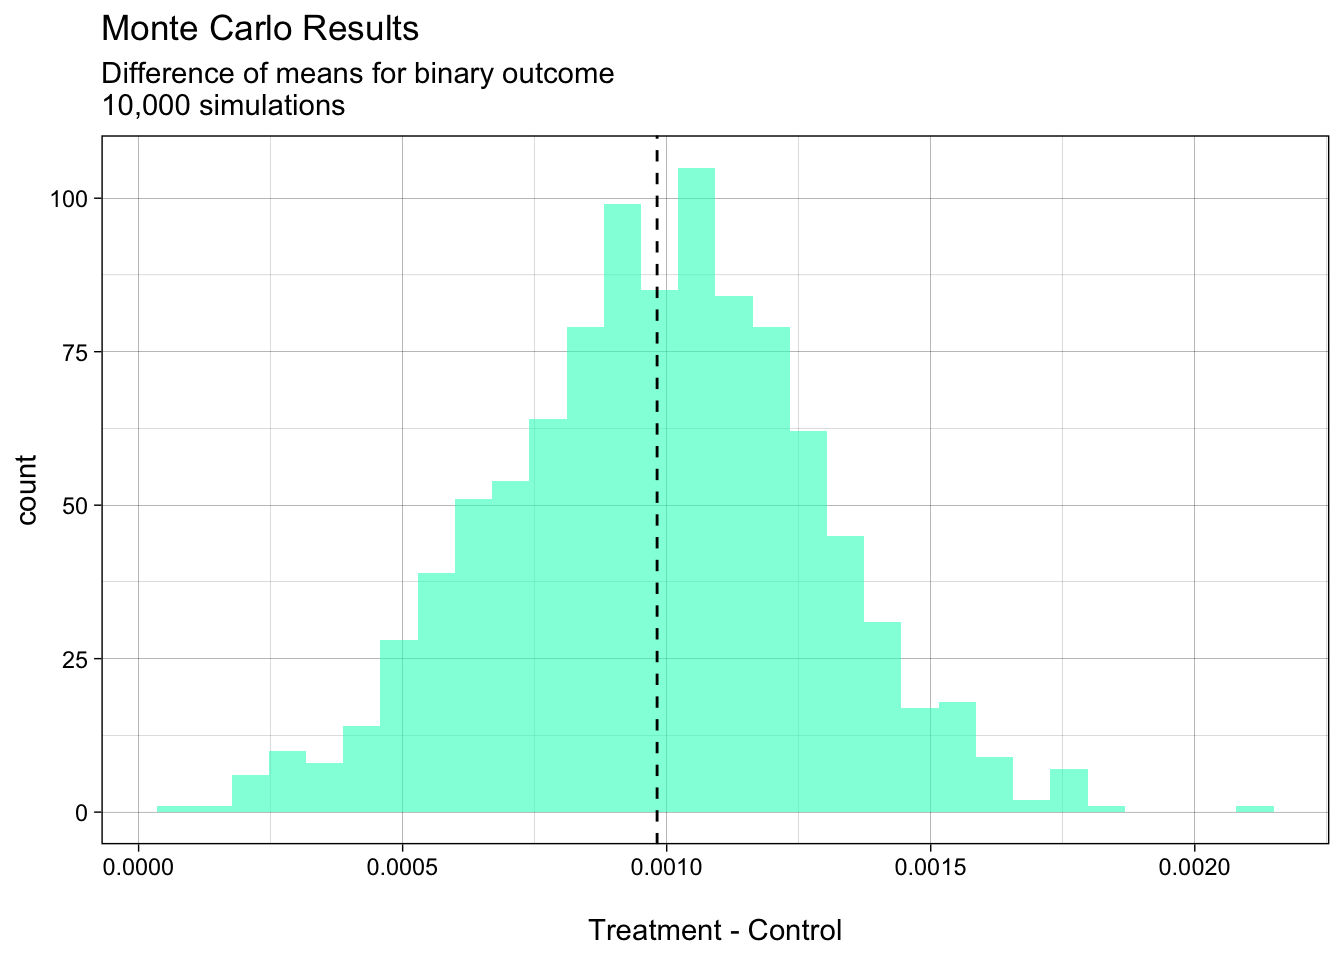 Monte Carlo Results
Difference of means for binary outcome
10,000 simulations
100
75
50
25
0
count
0.0000
0.0005
0.0010
0.0015
0.0020
Treatment - Control